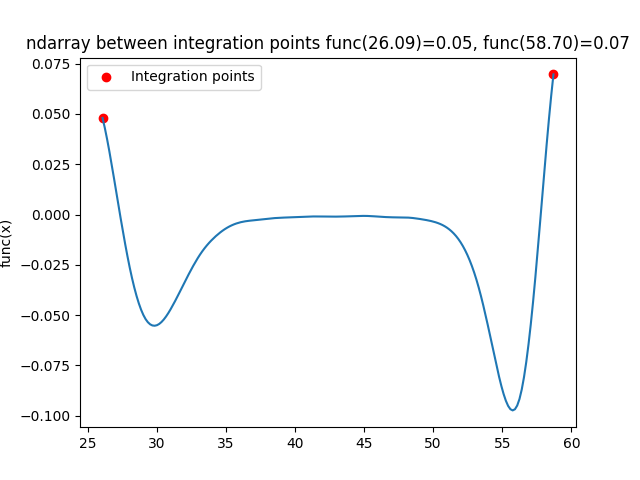 ndarray between integration points func(26.09)=0.05, func(58.70)=0.07
Integration points
func(x)
0.075
0.050
0.025
0.000
−0.025
−0.050
−0.075
−0.100
25 30 35 40 45 50 55 60